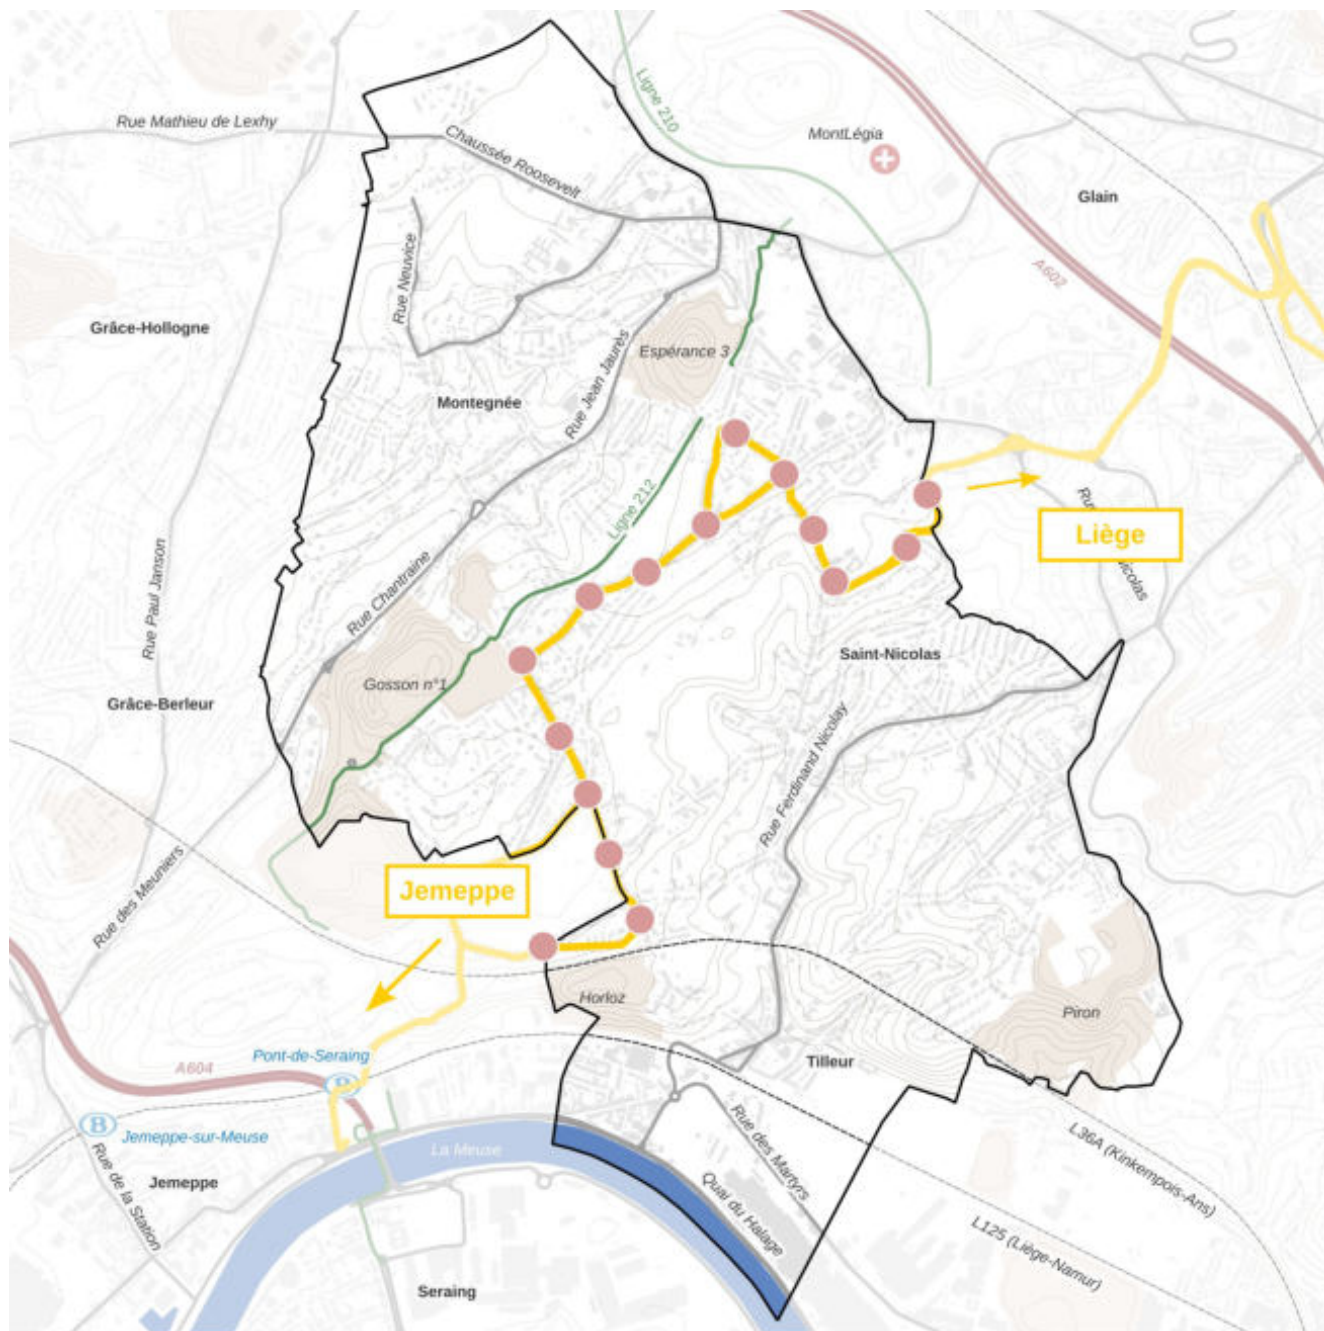 Ligne 210
Rue Mathieu de Lexhy
Chaussée Roosevelt
MontLégia
Glain
A602
Rue Neuvice
Grâce-Hollogne
Espérance 3
Rue Jean Jaurès
Montegnée
Ligne 212
Liège
Rue Paul Janson
Rue Chantraine
Saint-Nicolas
Gosson n°1
Grâce-Berleur
Rue Ferdinand Nicolay
Jemeppe
Rue des Meuniers
Horloz
Piron
Pont-de-Seraing
B
A604
Tilleur
B
Jemeppe-sur-Meuse
La Meuse
Rue des Martyrs
L36A (Kinkempois-Ans)
Rue de la Station
Jemeppe
Quai du Halage
L125 (Liège-Namur)
Seraing